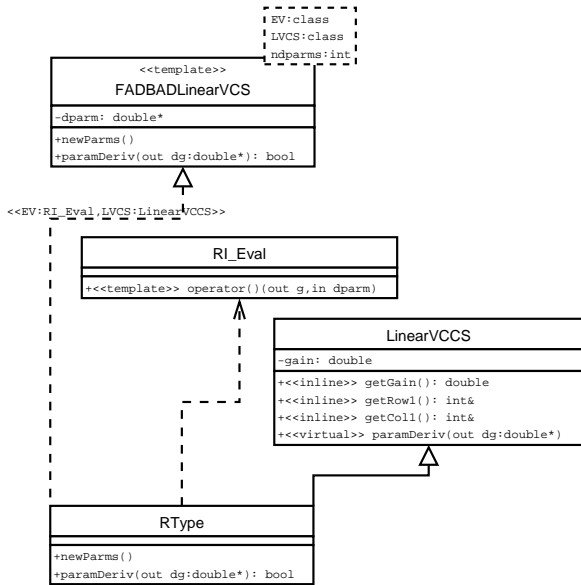 EV:class
LVCS:class
ndparms:int
<<template>>
FADBADLinearVCS
-dparm: double*
+newParms()
+paramDeriv(out dg:double*): bool
<<EV:RI_Eval,LVCS:LinearVCCS>>
RI_Eval
+<<template>> operator()(out g,in dparm)
LinearVCCS
-gain: double
+<<inline>> getGain(): double
+<<inline>> getRow1(): int&
+<<inline>> getCol1(): int&
+<<virtual>> paramDeriv(out dg:double*)
RType
+newParms()
+paramDeriv(out dg:double*): bool